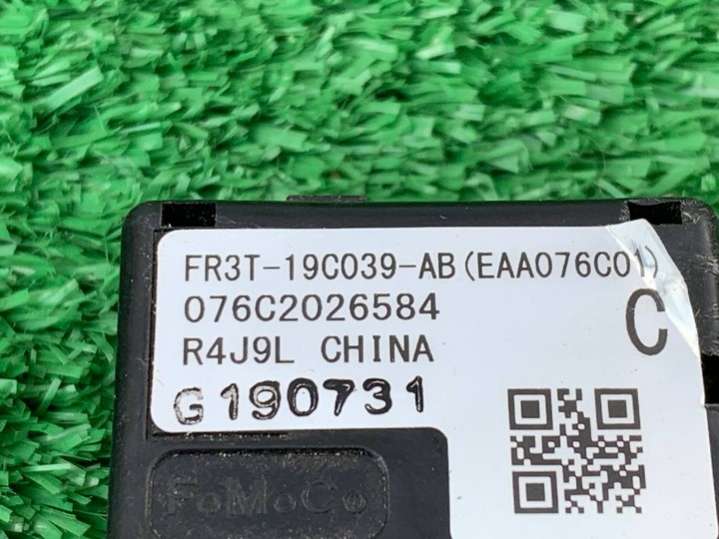 FR3T-19C039-AB(EAA076C01)
076C2026584
R4J9L CHINA
C
G190731
FoMoCo